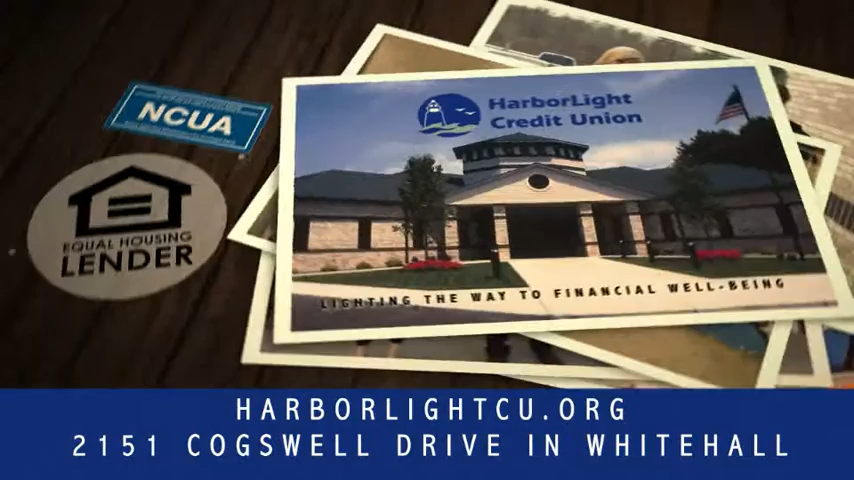 HarborLight
Credit Union
NCUA
EQUAL HOUSING
LENDER
LIGHTING THE WAY TO FINANCIAL WELL-BEING
HARBORLIGHTCU.ORG
2151 COGSWELL DRIVE IN WHITEHALL